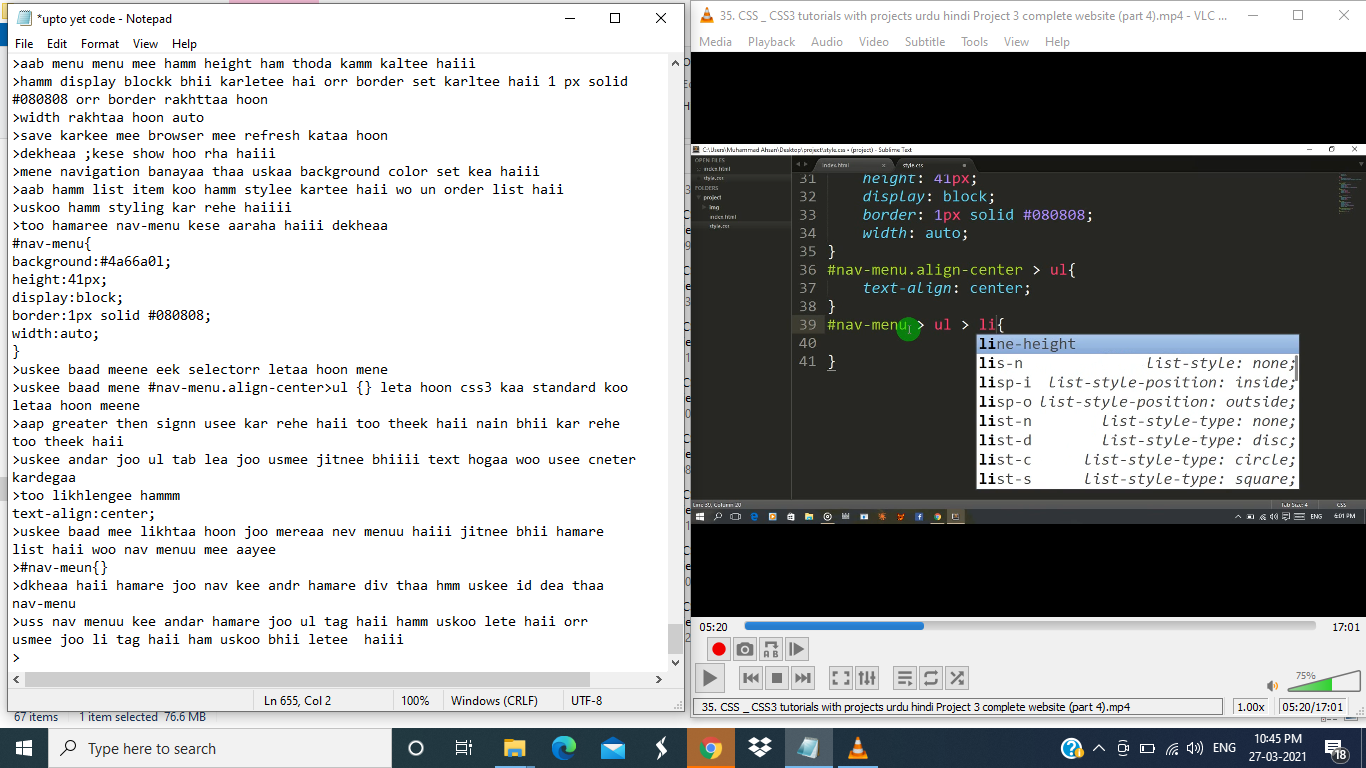 *upto yet code - Notepad
File Edit Format View Help
>aab menu menu mee hamm height ham thoda kamm kaltee haiii
>hamm display blockk bhii karletee hai orr border set karltee haii 1 px solid
#080808 orr border rakhttaa hoon
>width rakhtaa hoon auto
>save karkee mee browser mee refresh kataa hoon
>dekheaa ;kese show hoo rha haiii
>mene navigation banayaa thaa uskaa background color set kea haiii
>aab hamm list item koo hamm stylee kartee haii wo un order list haii
>uskoo hamm styling kar rehe haiiii
>too hamaree nav-menu kese aaraha haiii dekheaa
#nav-menu{
background:#4a66a0l;
height:41px;
display:block;
border:1px solid #080808;
width:auto;
}
>uskee baad meene eek selectorr letaa hoon mene
>uskee baad mene #nav-menu.align-center>ul {} leta hoon css3 kaa standard koo
letaa hoon meene
>aap greater then signn usee kar rehe haii too theek haii nain bhii kar rehe
too theek haii
>uskee andar joo ul tab lea joo usmee jitnee bhiiii text hogaa woo usee cneter
kardegaa
>too likhlengee hammm
text-align:center;
>uskee baad mee likhtaa hoon joo mereaa nev menuu haiii jitnee bhii hamare
list haii woo nav menuu mee aayee
>#nav-meun{}
>dkheaa haii hamare joo nav kee andr hamare div thaa hmm uskee id dea thaa
nav-menu
>uss nav menuu kee andar hamare joo ul tag haii hamm uskoo lete haii orr
usmee joo li tag haii ham uskoo bhii letee  haiii
>
Ln 655, Col 2 100% Windows (CRLF) UTF-8
67 items 1 item selected 76.6 MB
35. CSS _ CSS3 tutorials with projects urdu hindi Project 3 complete website (part 4).mp4 - VLC ...
Media Playback Audio Video Subtitle Tools View Help
C:\Users\Muhammad Ahsan\Desktop\project\style.css • (project) - Sublime Text
OPEN FILES
index.html
style.css
FOLDERS
project
img
index.html
style.css
index.html style.css
31 height: 41px;
32 display: block;
33 border: 1px solid #080808;
34 width: auto;
35 }
36 #nav-menu.align-center > ul{
37 text-align: center;
38 }
39 #nav-menu > ul > li{
40
41 }
line-height
lis-n list-style: none;
lisp-i list-style-position: inside;
lisp-o list-style-position: outside;
list-n list-style-type: none;
list-d list-style-type: disc;
list-c list-style-type: circle;
list-s list-style-type: square;
Line 39, Column 20 Tab Size: 4 CSS
ENG 6:01 PM
05:20 17:01
75%
35. CSS _ CSS3 tutorials with projects urdu hindi Project 3 complete website (part 4).mp4 1.00x 05:20/17:01
Type here to search
ENG 10:45 PM
27-03-2021
18